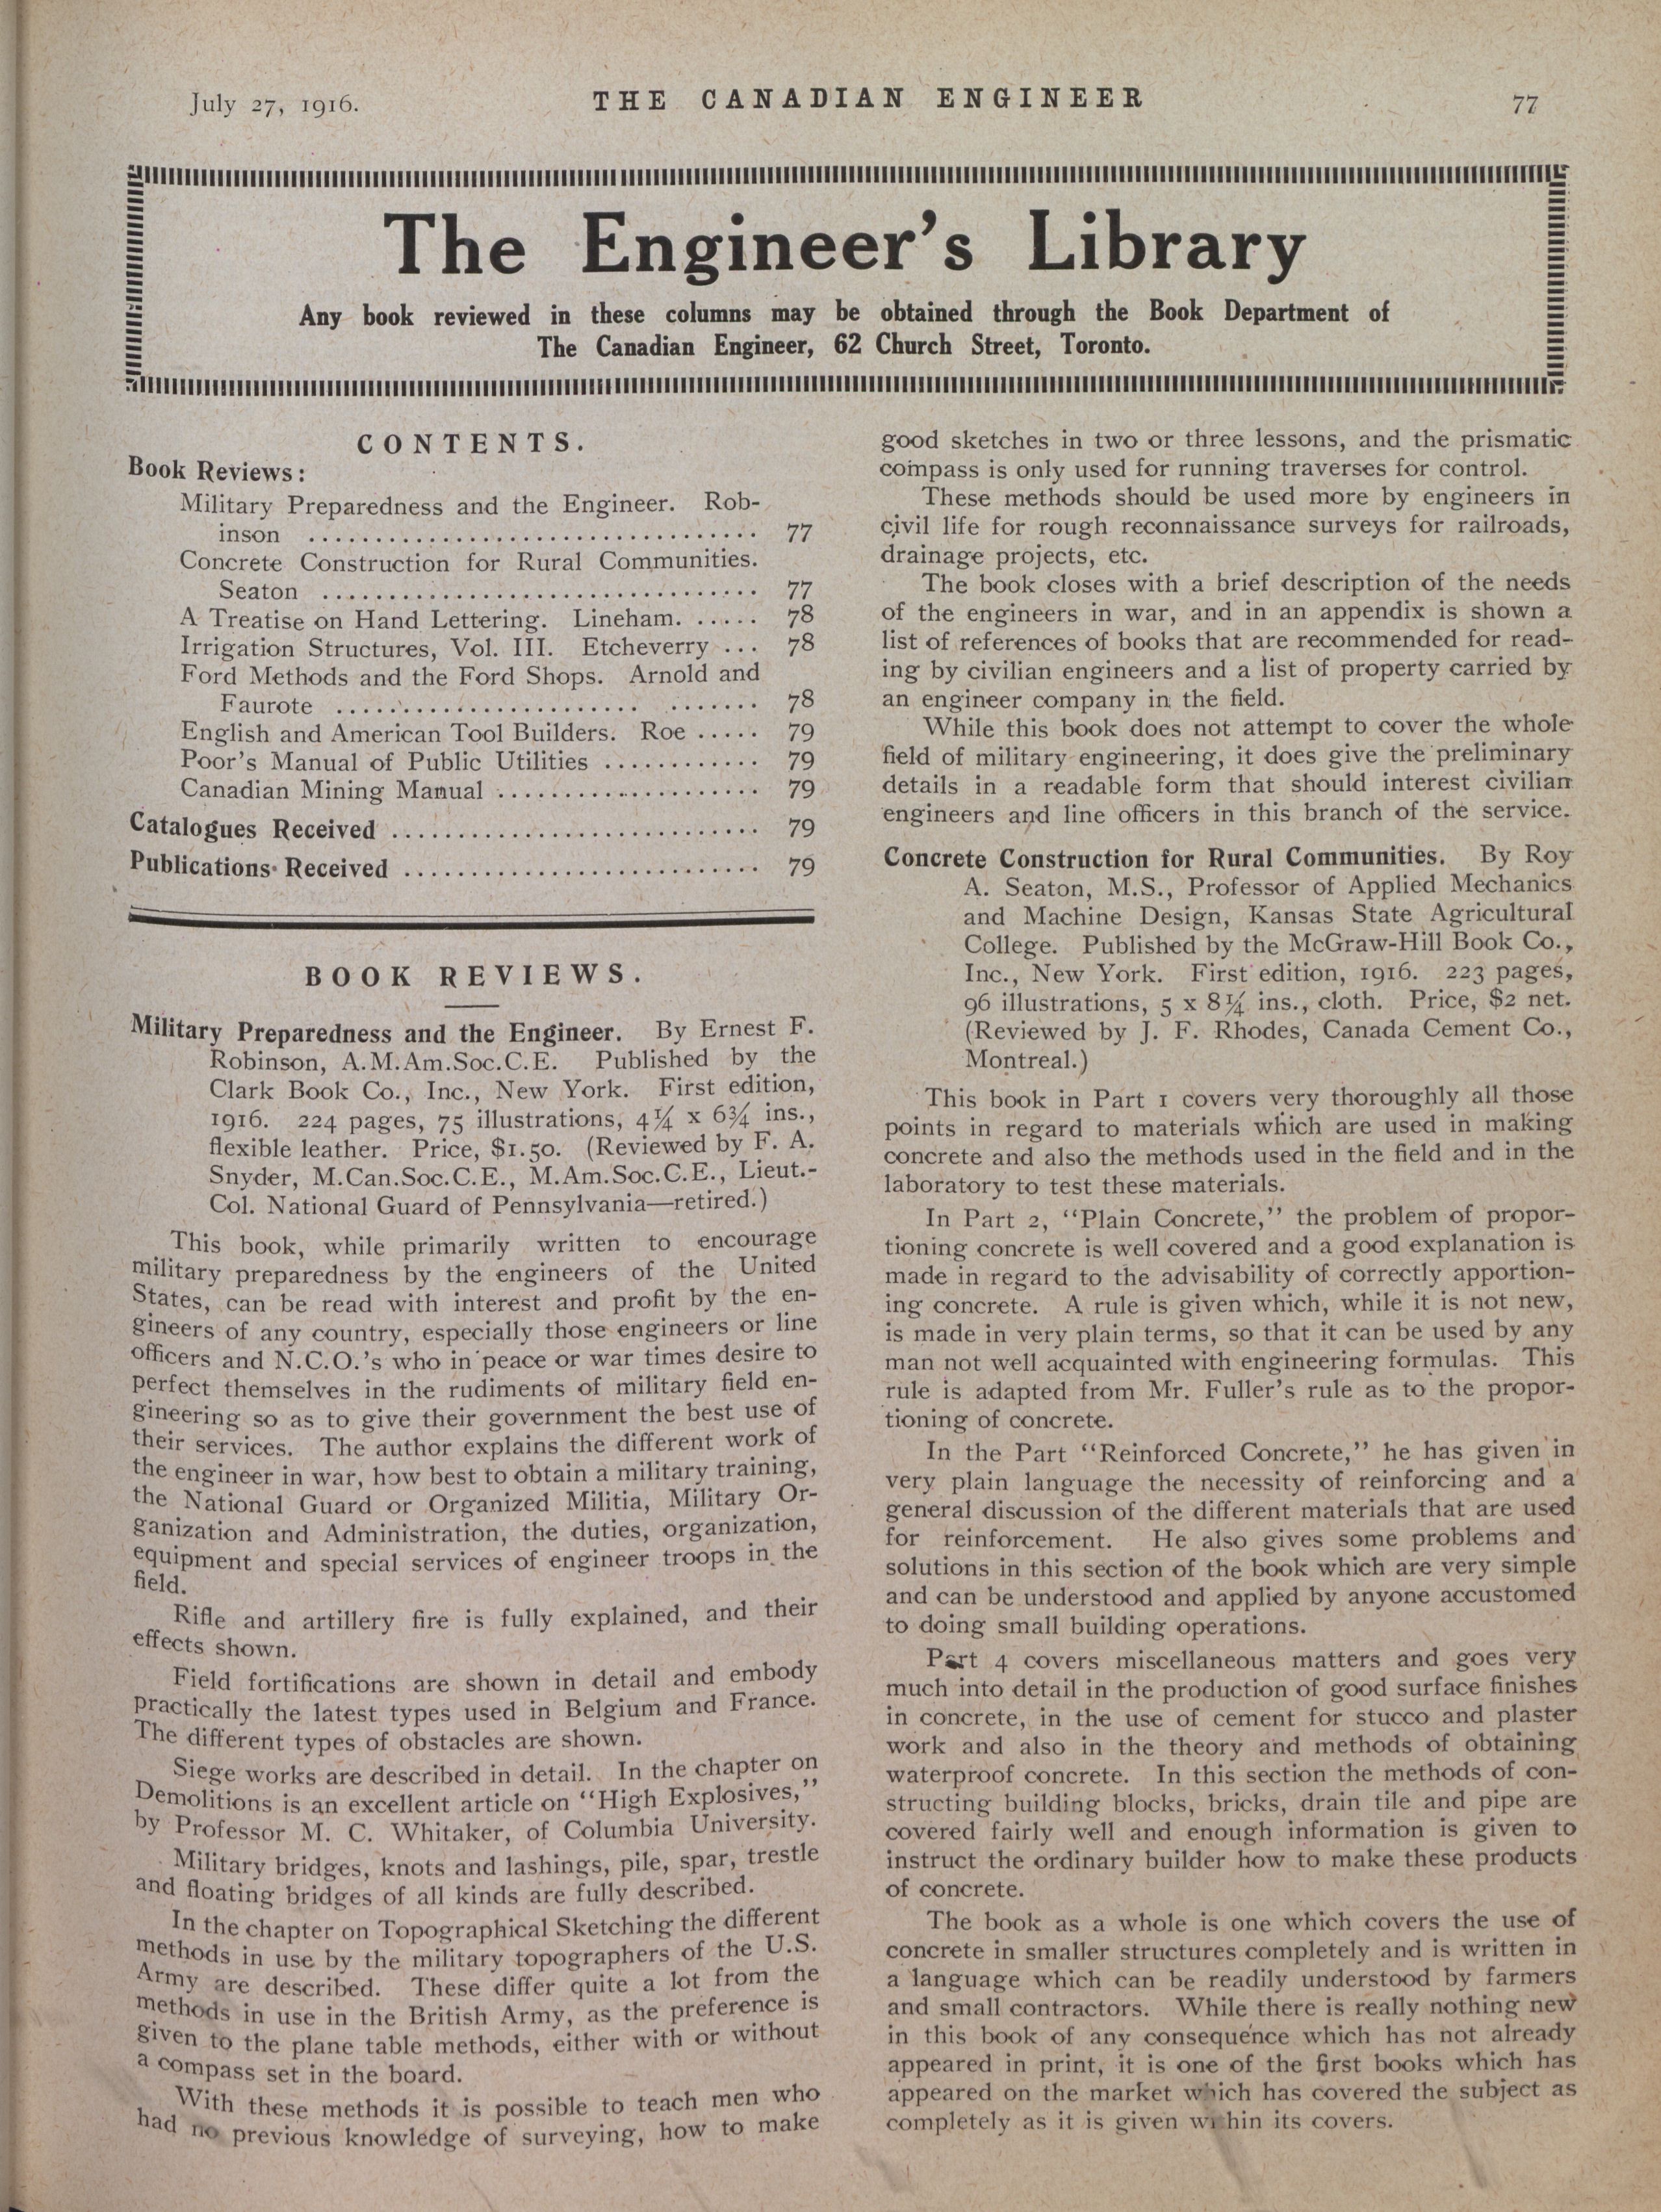 July 27, 1916.
THE CANADIAN ENGINEER
77
The Engineer's Library
Any book reviewed in these columns may be obtained through the Book Department of
The Canadian Engineer, 62 Church Street, Toronto.
CONTENTS.
Book Reviews:
Military Preparedness and the Engineer. Rob-
inson ................................. 77
Concrete Construction for Rural Communities.
Seaton ................................ 77
A Treatise on Hand Lettering. Lineham. ..... 78
Irrigation Structures, Vol. III. Etcheverry ... 78
Ford Methods and the Ford Shops. Arnold and
Faurote ............................... 78
English and American Tool Builders. Roe ..... 79
Poor's Manual of Public Utilities ............ 79
Canadian Mining Manual .................... 79
Catalogues Received ............................ 79
Publications Received ........................... 79
BOOK REVIEWS.
Military Preparedness and the Engineer. By Ernest F.
Robinson, A.M.Am.Soc.C.E. Published by the
Clark Book Co., Inc., New York. First edition,
1916. 224 pages, 75 illustrations, 4¼ x 6¾ ins.,
flexible leather. Price, $1.50. (Reviewed by F. A.
Snyder, M.Can.Soc.C.E., M.Am.Soc.C.E., Lieut.-
Col. National Guard of Pennsylvania—retired.)
This book, while primarily written to encourage
military preparedness by the engineers of the United
States, can be read with interest and profit by the en-
gineers of any country, especially those engineers or line
officers and N.C.O.'s who in peace or war times desire to
perfect themselves in the rudiments of military field en-
gineering so as to give their government the best use of
their services. The author explains the different work of
the engineer in war, how best to obtain a military training,
the National Guard or Organized Militia, Military Or-
ganization and Administration, the duties, organization,
equipment and special services of engineer troops in the
field.
Rifle and artillery fire is fully explained, and their
effects shown.
Field fortifications are shown in detail and embody
practically the latest types used in Belgium and France.
The different types of obstacles are shown.
Siege works are described in detail. In the chapter on
Demolitions is an excellent article on "High Explosives,"
by Professor M. C. Whitaker, of Columbia University.
Military bridges, knots and lashings, pile, spar, trestle
and floating bridges of all kinds are fully described.
In the chapter on Topographical Sketching the different
methods in use by the military topographers of the U.S.
Army are described. These differ quite a lot from the
methods in use in the British Army, as the preference is
given to the plane table methods, either with or without
a compass set in the board.
With these methods it is possible to teach men who
had no previous knowledge of surveying, how to make
good sketches in two or three lessons, and the prismatic
compass is only used for running traverses for control.
These methods should be used more by engineers in
civil life for rough reconnaissance surveys for railroads,
drainage projects, etc.
The book closes with a brief description of the needs
of the engineers in war, and in an appendix is shown a
list of references of books that are recommended for read-
ing by civilian engineers and a list of property carried by
an engineer company in the field.
While this book does not attempt to cover the whole
field of military engineering, it does give the preliminary
details in a readable form that should interest civilian
engineers and line officers in this branch of the service.
Concrete Construction for Rural Communities. By Roy
A. Seaton, M.S., Professor of Applied Mechanics
and Machine Design, Kansas State Agricultural
College. Published by the McGraw-Hill Book Co.,
Inc., New York. First edition, 1916. 223 pages,
96 illustrations, 5 x 8¼ ins., cloth. Price, $2 net.
(Reviewed by J. F. Rhodes, Canada Cement Co.,
Montreal.)
This book in Part 1 covers very thoroughly all those
points in regard to materials which are used in making
concrete and also the methods used in the field and in the
laboratory to test these materials.
In Part 2, "Plain Concrete," the problem of propor-
tioning concrete is well covered and a good explanation is
made in regard to the advisability of correctly apportion-
ing concrete. A rule is given which, while it is not new,
is made in very plain terms, so that it can be used by any
man not well acquainted with engineering formulas. This
rule is adapted from Mr. Fuller's rule as to the propor-
tioning of concrete.
In the Part "Reinforced Concrete," he has given in
very plain language the necessity of reinforcing and a
general discussion of the different materials that are used
for reinforcement. He also gives some problems and
solutions in this section of the book which are very simple
and can be understood and applied by anyone accustomed
to doing small building operations.
Part 4 covers miscellaneous matters and goes very
much into detail in the production of good surface finishes
in concrete, in the use of cement for stucco and plaster
work and also in the theory and methods of obtaining
waterproof concrete. In this section the methods of con-
structing building blocks, bricks, drain tile and pipe are
covered fairly well and enough information is given to
instruct the ordinary builder how to make these products
of concrete.
The book as a whole is one which covers the use of
concrete in smaller structures completely and is written in
a language which can be readily understood by farmers
and small contractors. While there is really nothing new
in this book of any consequence which has not already
appeared in print, it is one of the first books which has
appeared on the market which has covered the subject as
completely as it is given within its covers.